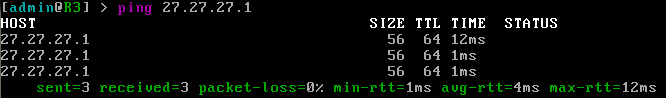 [admin@R3] > ping 27.27.27.1
HOST SIZE TTL TIME STATUS
27.27.27.1 56 64 12ms
27.27.27.1 56 64 1ms
27.27.27.1 56 64 1ms
sent=3 received=3 packet-loss=0% min-rtt=1ms avg-rtt=4ms max-rtt=12ms